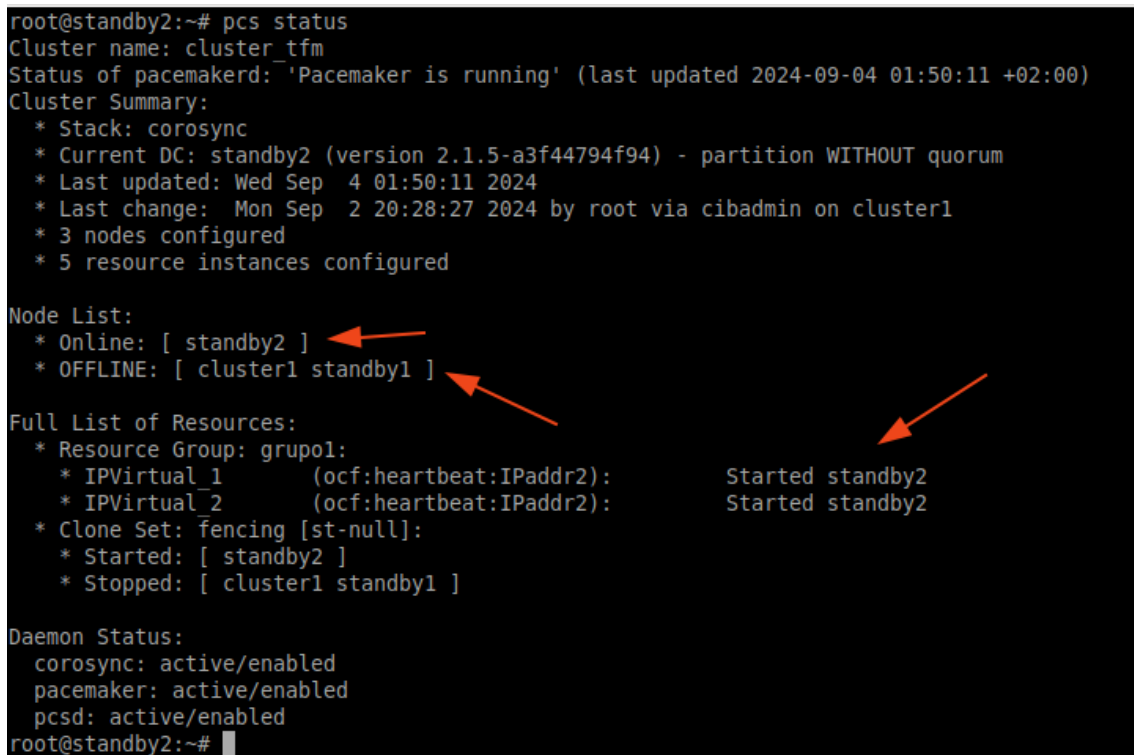 root@standby2:~# pcs status
Cluster name: cluster_tfm
Status of pacemakerd: 'Pacemaker is running' (last updated 2024-09-04 01:50:11 +02:00)
Cluster Summary:
  * Stack: corosync
  * Current DC: standby2 (version 2.1.5-a3f44794f94) - partition WITHOUT quorum
  * Last updated: Wed Sep  4 01:50:11 2024
  * Last change:  Mon Sep  2 20:28:27 2024 by root via cibadmin on cluster1
  * 3 nodes configured
  * 5 resource instances configured

Node List:
  * Online: [ standby2 ]
  * OFFLINE: [ cluster1 standby1 ]

Full List of Resources:
  * Resource Group: grupo1:
    * IPVirtual_1       (ocf:heartbeat:IPaddr2):         Started standby2
    * IPVirtual_2       (ocf:heartbeat:IPaddr2):         Started standby2
  * Clone Set: fencing [st-null]:
    * Started: [ standby2 ]
    * Stopped: [ cluster1 standby1 ]

Daemon Status:
  corosync: active/enabled
  pacemaker: active/enabled
  pcsd: active/enabled
root@standby2:~#